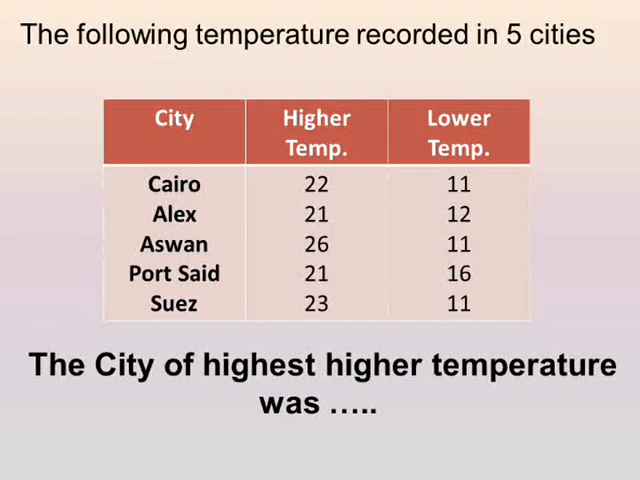 The following temperature recorded in 5 cities
City Higher Temp. Lower Temp.
Cairo 22 11
Alex 21 12
Aswan 26 11
Port Said 21 16
Suez 23 11
The City of highest higher temperature
was …..